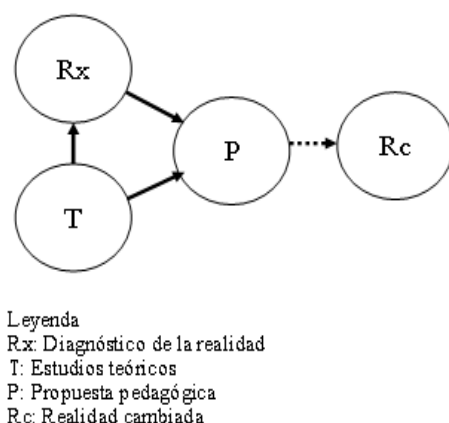 Rx
P
Rc
T
Leyenda
Rx: Diagnóstico de la realidad
T: Estudios teóricos
P: Propuesta pedagógica
Rc: Realidad cambiada